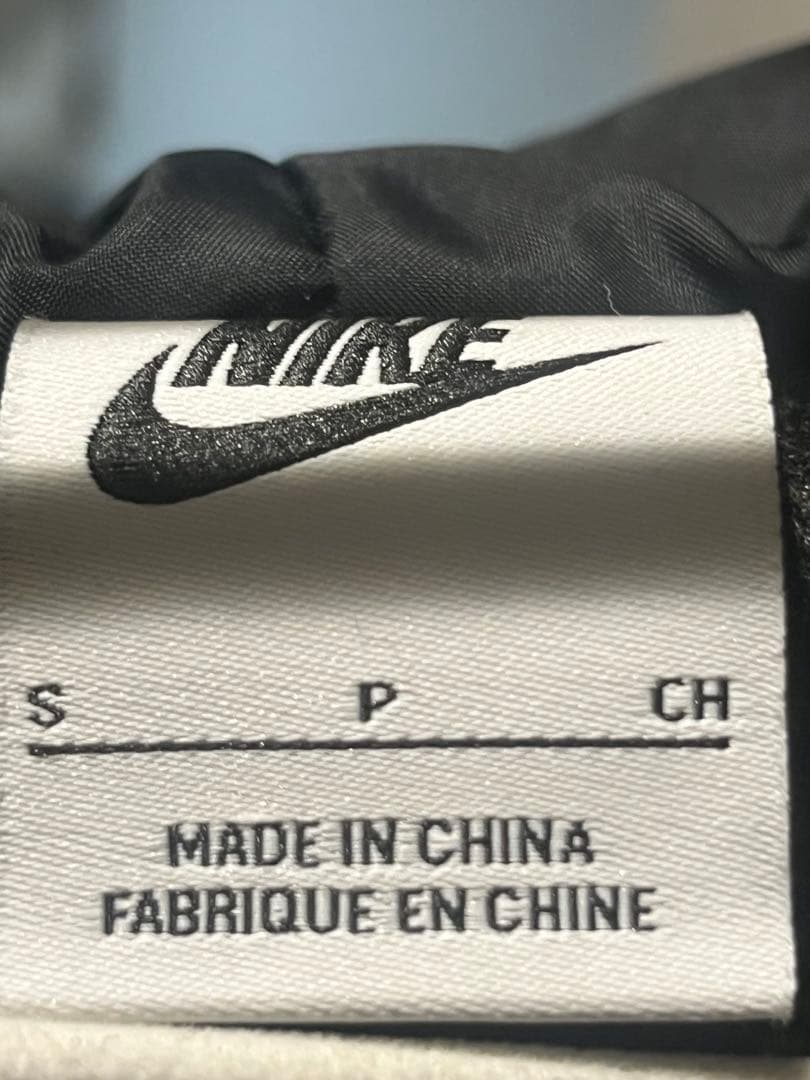 NIKE
S P CH
MADE IN CHINA
FABRIQUE EN CHINE